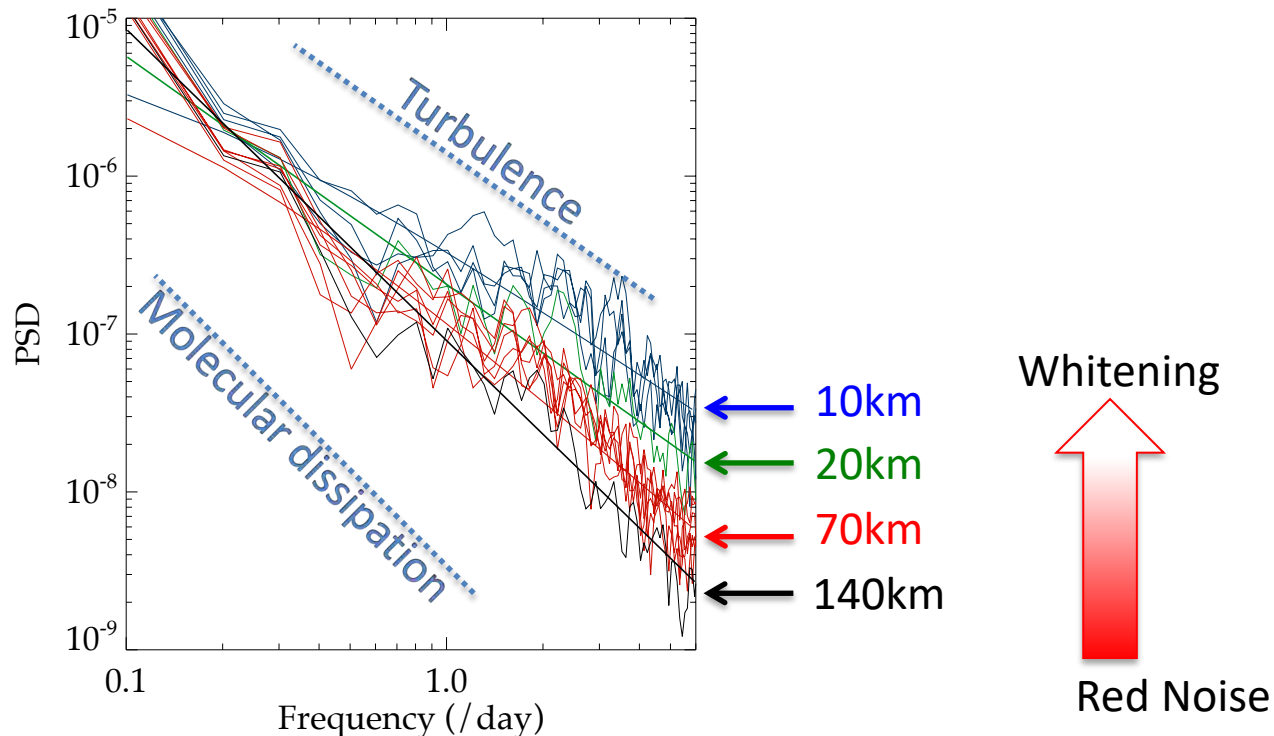 10^-5
10^-6
10^-7
10^-8
10^-9
PSD
0.1
1.0
Frequency (/day)
Turbulence
Molecular dissipation
10km
20km
70km
140km
Whitening
Red Noise